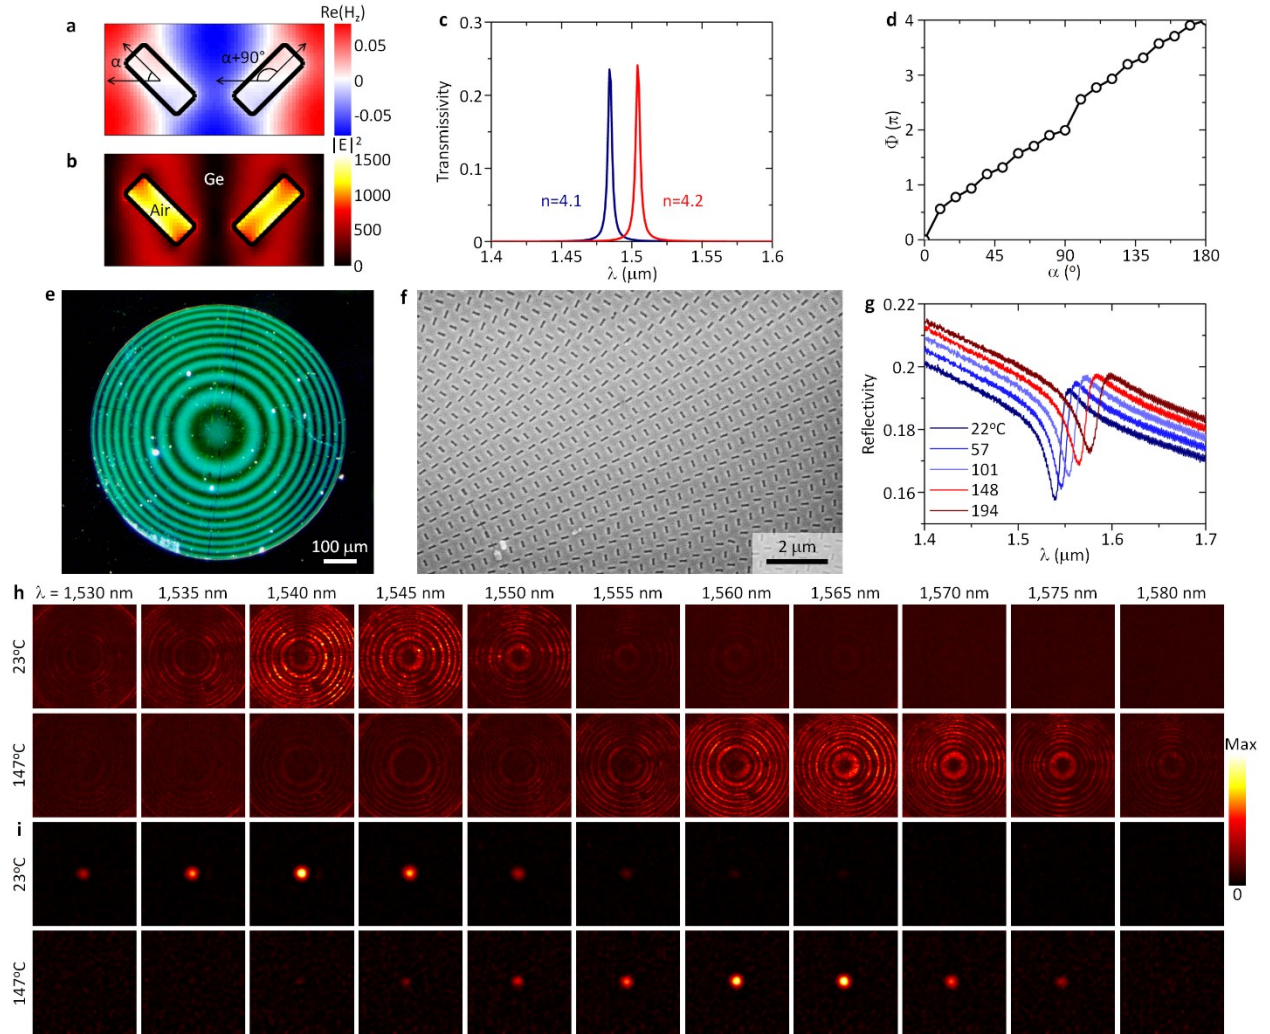 a
Re(Hz)
α
α+90°
0.05
0
-0.05
b
|E|²
Ge
Air
1500
1000
500
0
c
Transmissivity
0.3
0.2
0.1
0
n=4.1
n=4.2
1.4 1.45 1.5 1.55 1.6
λ (μm)
d
Φ (π)
4
3
2
1
0
0 45 90 135 180
α (°)
e
100 μm
f
2 μm
g
Reflectivity
0.22
0.2
0.18
0.16
22°C
57
101
148
194
1.4 1.5 1.6 1.7
λ (μm)
h
λ = 1,530 nm 1,535 nm 1,540 nm 1,545 nm 1,550 nm 1,555 nm 1,560 nm 1,565 nm 1,570 nm 1,575 nm 1,580 nm
23°C
147°C
i
23°C
147°C
Max
0